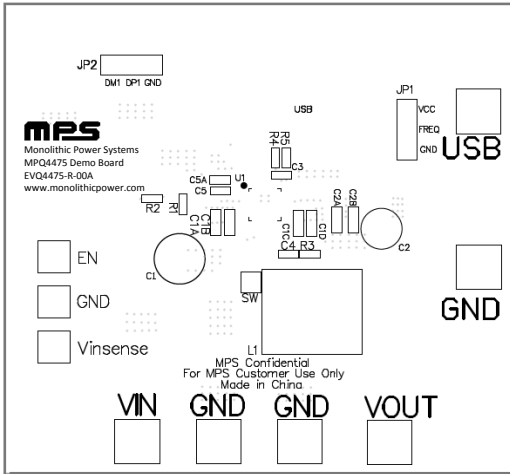 JP2
DM1 DP1 GND
mps
Monolithic Power Systems
MPQ4475 Demo Board
EVQ4475-R-00A
www.monolithicpower.com
USB
JP1
VCC
FREQ
GND
USB
R4
R5
C3
U1
C5A
C5
R2
R1
C1A
C1B
C1C
C1D
C2A
C2B
C2
C1
C4 R3
EN
GND
Vinsense
SW
GND
L1
MPS Confidential
For MPS Customer Use Only
Made in China
VIN GND GND VOUT